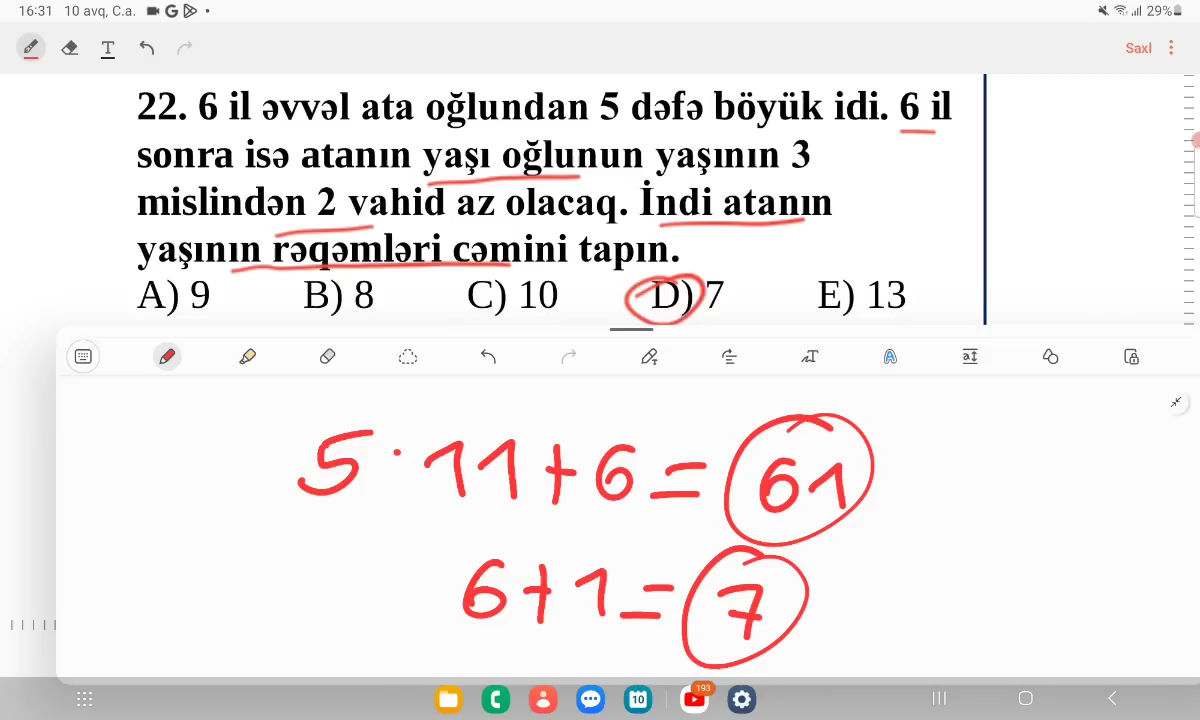 16:31 10 avq, C.a. G 29%
T Saxl
22. 6 il əvvəl ata oğlundan 5 dəfə böyük idi. 6 il
sonra isə atanın yaşı oğlunun yaşının 3
mislindən 2 vahid az olacaq. İndi atanın
yaşının rəqəmləri cəmini tapın.
A) 9 B) 8 C) 10 D) 7 E) 13
5 · 11 + 6 = 61
6 + 1 = 7
10 193